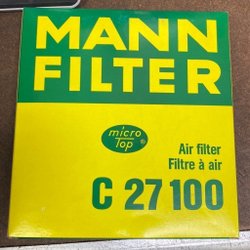 MANN
FILTER
micro
Top
Air filter
Filtre à air
C 27 100